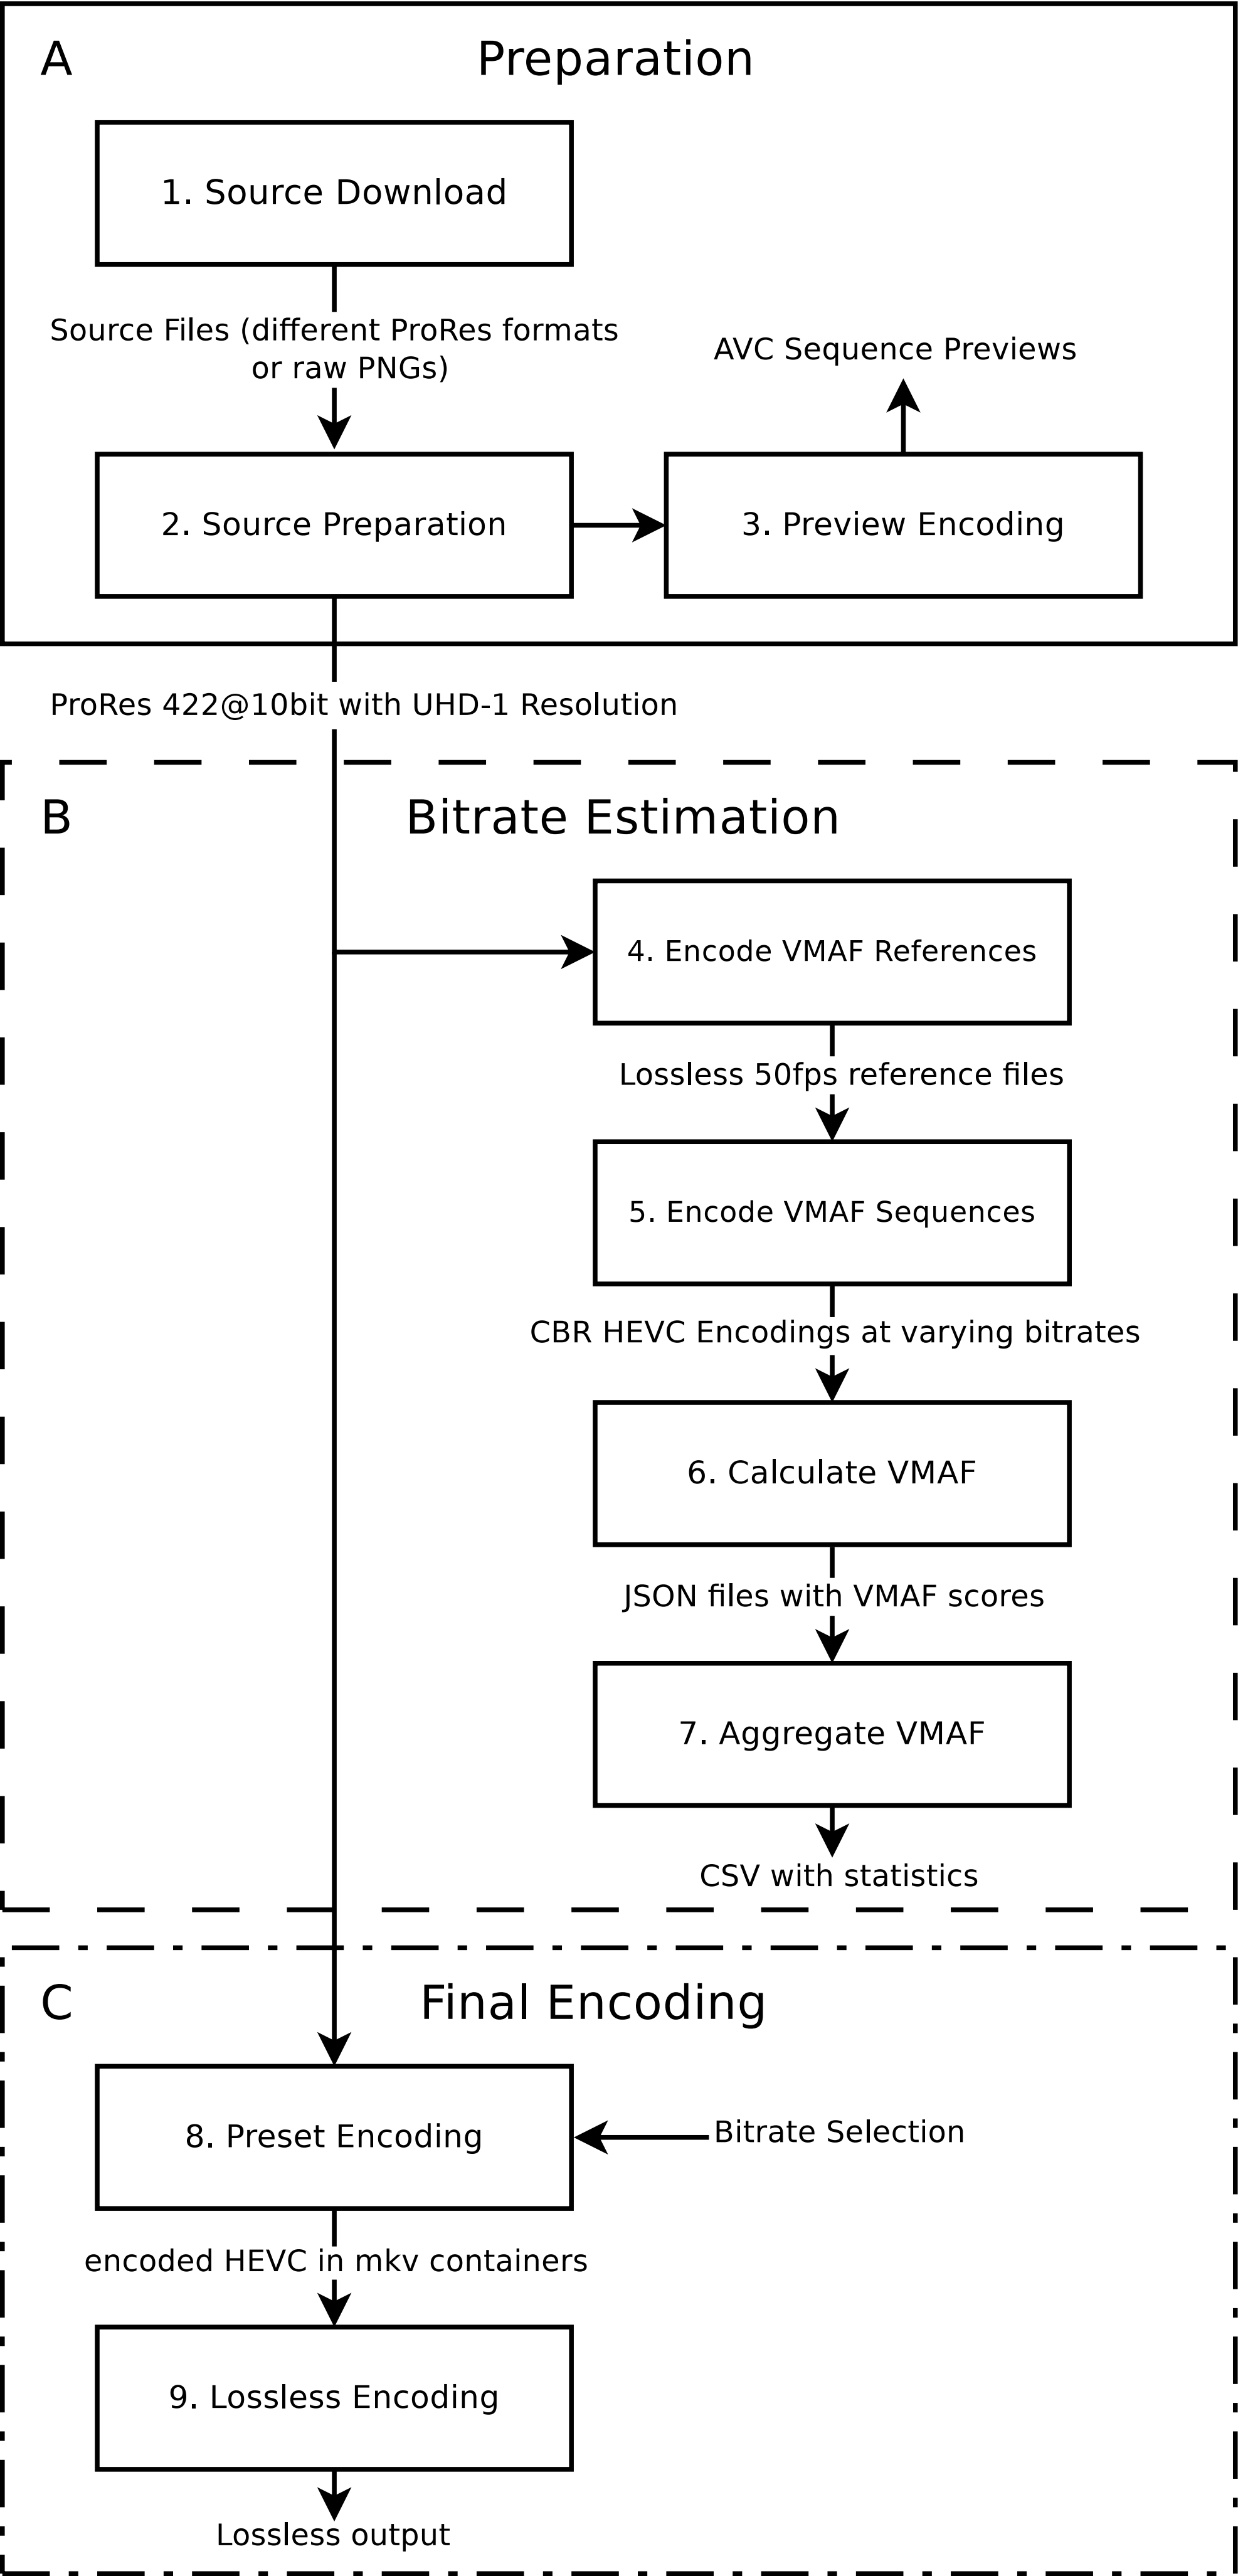 A
Preparation
1. Source Download
Source Files (different ProRes formats
or raw PNGs)
AVC Sequence Previews
2. Source Preparation
3. Preview Encoding
ProRes 422@10bit with UHD-1 Resolution
B
Bitrate Estimation
4. Encode VMAF References
Lossless 50fps reference files
5. Encode VMAF Sequences
CBR HEVC Encodings at varying bitrates
6. Calculate VMAF
JSON files with VMAF scores
7. Aggregate VMAF
CSV with statistics
C
Final Encoding
8. Preset Encoding
Bitrate Selection
encoded HEVC in mkv containers
9. Lossless Encoding
Lossless output